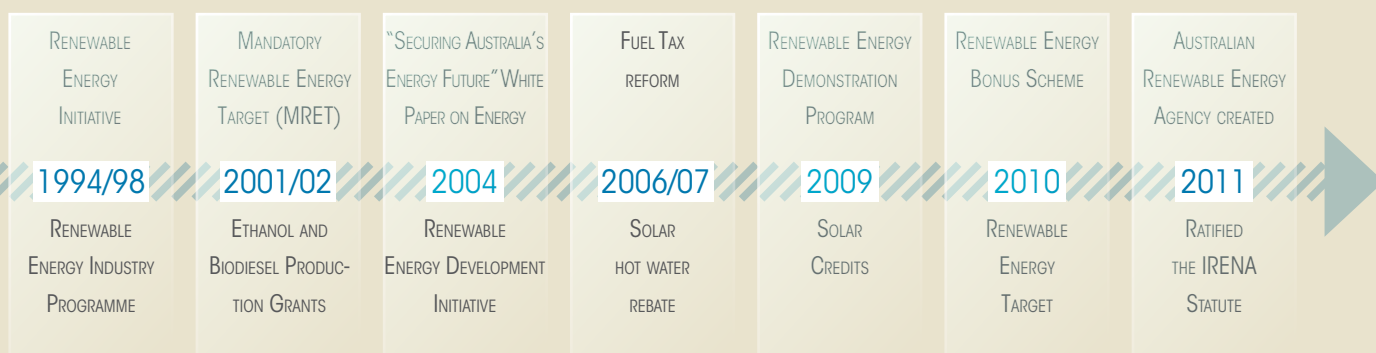 Renewable
Energy
Initiative
1994/98
Renewable
Energy Industry
Programme
Mandatory
Renewable Energy
Target (MRET)
2001/02
Ethanol and
Biodiesel Produc-
tion Grants
“Securing Australia’s
Energy Future” White
Paper on Energy
2004
Renewable
Energy Development
Initiative
Fuel Tax
reform
2006/07
Solar
hot water
rebate
Renewable Energy
Demonstration
Program
2009
Solar
Credits
Renewable Energy
Bonus Scheme
2010
Renewable
Energy
Target
Australian
Renewable Energy
Agency created
2011
Ratified
the IRENA
Statute